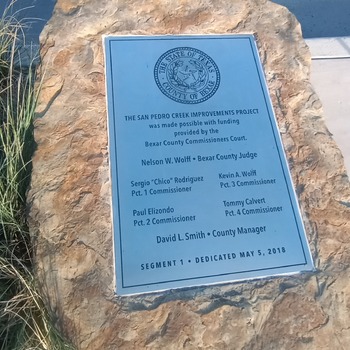 THE STATE OF TEXAS
COUNTY OF BEXAR
THE SAN PEDRO CREEK IMPROVEMENTS PROJECT
was made possible with funding
provided by the
Bexar County Commissioners Court.
Nelson W. Wolff • Bexar County Judge
Sergio "Chico" Rodriguez
Pct. 1 Commissioner
Kevin A. Wolff
Pct. 3 Commissioner
Paul Elizondo
Pct. 2 Commissioner
Tommy Calvert
Pct. 4 Commissioner
David L. Smith • County Manager
SEGMENT 1 • DEDICATED MAY 5, 2018